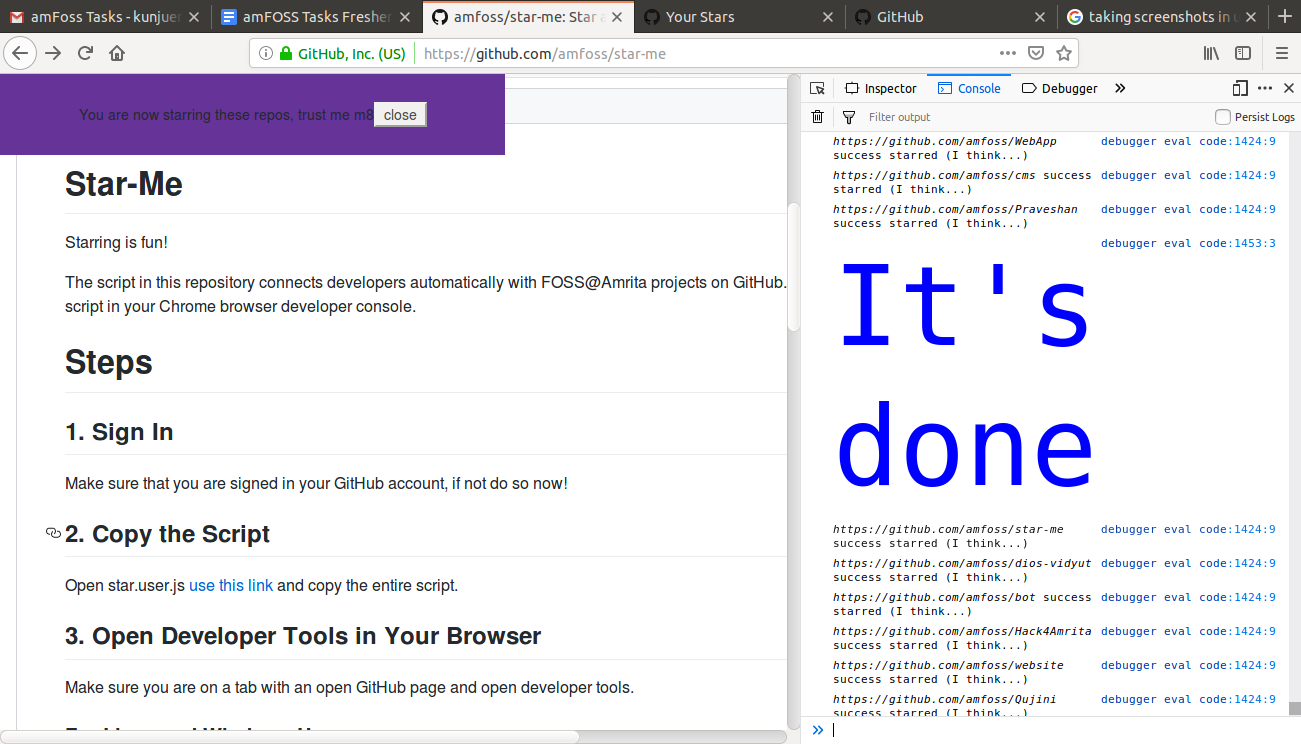 amFoss Tasks - kunjuer
amFOSS Tasks Fresher
amfoss/star-me: Star a
Your Stars
GitHub
taking screenshots in u
GitHub, Inc. (US)
https://github.com/amfoss/star-me
You are now starring these repos, trust me m8
close
Star-Me
Starring is fun!
The script in this repository connects developers automatically with FOSS@Amrita projects on GitHub.
script in your Chrome browser developer console.
Steps
1. Sign In
Make sure that you are signed in your GitHub account, if not do so now!
2. Copy the Script
Open star.user.js use this link and copy the entire script.
3. Open Developer Tools in Your Browser
Make sure you are on a tab with an open GitHub page and open developer tools.
Inspector
Console
Debugger
Filter output
Persist Logs
https://github.com/amfoss/WebApp debugger eval code:1424:9
success starred (I think...)
https://github.com/amfoss/cms success debugger eval code:1424:9
starred (I think...)
https://github.com/amfoss/Praveshan debugger eval code:1424:9
success starred (I think...)
debugger eval code:1453:3
It's
done
https://github.com/amfoss/star-me debugger eval code:1424:9
success starred (I think...)
https://github.com/amfoss/dios-vidyut debugger eval code:1424:9
success starred (I think...)
https://github.com/amfoss/bot success debugger eval code:1424:9
starred (I think...)
https://github.com/amfoss/Hack4Amrita debugger eval code:1424:9
success starred (I think...)
https://github.com/amfoss/website debugger eval code:1424:9
success starred (I think...)
https://github.com/amfoss/Qujini debugger eval code:1424:9
success starred (I think...)